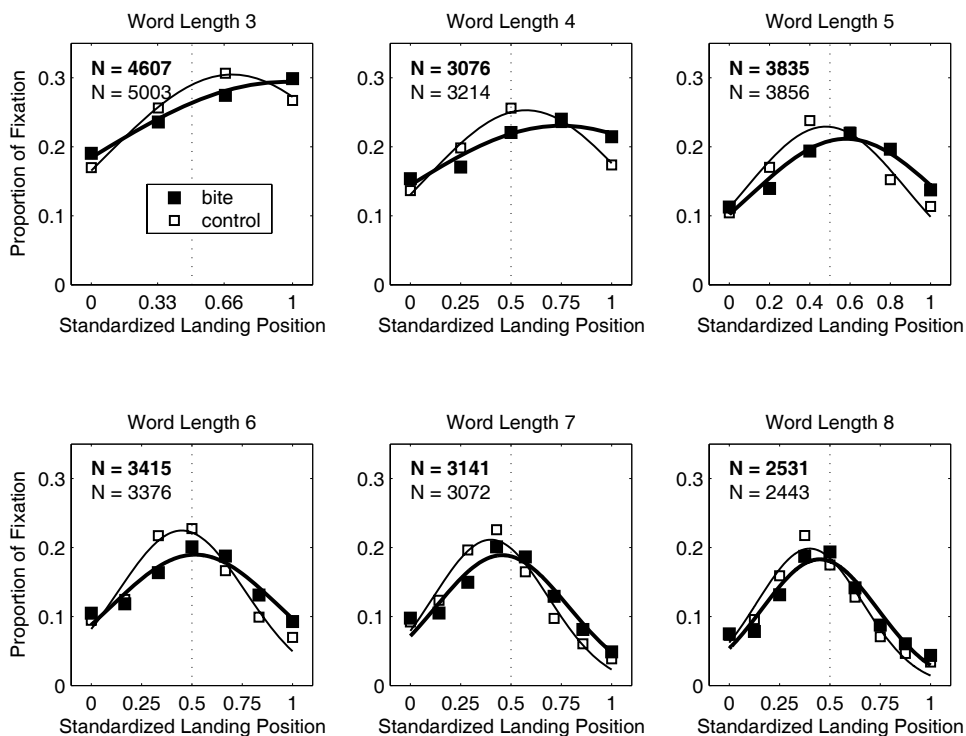 Word Length 3
Proportion of Fixation
0.3
0.2
0.1
0
N = 4607
N = 5003
bite
control
0 0.33 0.66 1
Standardized Landing Position
Word Length 4
0.3
0.2
0.1
0
N = 3076
N = 3214
0 0.25 0.5 0.75 1
Standardized Landing Position
Word Length 5
0.3
0.2
0.1
0
N = 3835
N = 3856
0 0.2 0.4 0.6 0.8 1
Standardized Landing Position
Word Length 6
Proportion of Fixation
0.3
0.2
0.1
0
N = 3415
N = 3376
0 0.25 0.5 0.75 1
Standardized Landing Position
Word Length 7
0.3
0.2
0.1
0
N = 3141
N = 3072
0 0.25 0.5 0.75 1
Standardized Landing Position
Word Length 8
0.3
0.2
0.1
0
N = 2531
N = 2443
0 0.25 0.5 0.75 1
Standardized Landing Position